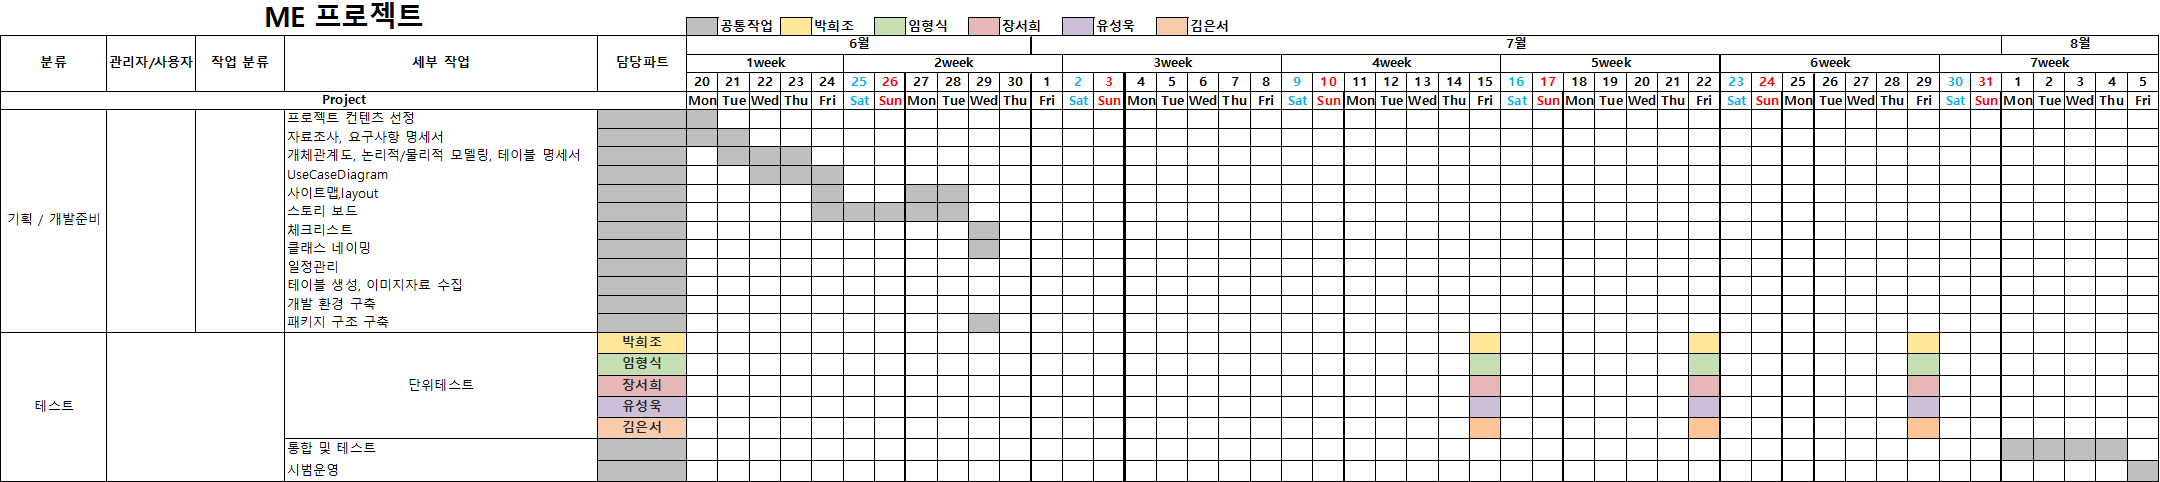 ME 프로젝트
공통작업 박희조 임형식 장서희 유성욱 김은서
분류 관리자/사용자 작업 분류 세부 작업 담당파트 6월 7월 8월
1week 2week 3week 4week 5week 6week 7week
20 21 22 23 24 25 26 27 28 29 30 1 2 3 4 5 6 7 8 9 10 11 12 13 14 15 16 17 18 19 20 21 22 23 24 25 26 27 28 29 30 31 1 2 3 4 5
Project Mon Tue Wed Thu Fri Sat Sun Mon Tue Wed Thu Fri Sat Sun Mon Tue Wed Thu Fri Sat Sun Mon Tue Wed Thu Fri Sat Sun Mon Tue Wed Thu Fri Sat Sun Mon Tue Wed Thu Fri Sat Sun Mon Tue Wed Thu Fri
기획 / 개발준비
프로젝트 컨텐츠 선정
자료조사, 요구사항 명세서
개체관계도, 논리적/물리적 모델링, 테이블 명세서
UseCaseDiagram
사이트맵,layout
스토리 보드
체크리스트
클래스 네이밍
일정관리
테이블 생성, 이미지자료 수집
개발 환경 구축
패키지 구조 구축
테스트
단위테스트
박희조
임형식
장서희
유성욱
김은서
통합 및 테스트
시범운영